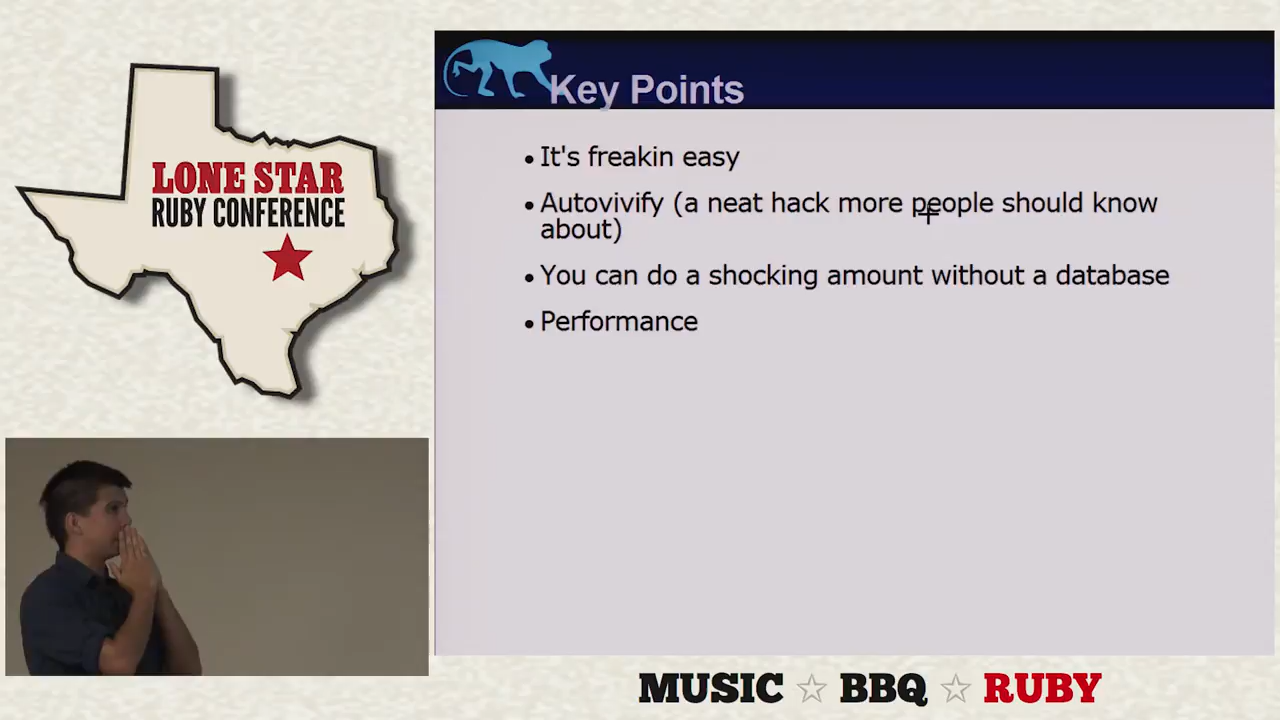 LONE STAR
RUBY CONFERENCE
Key Points
• It's freakin easy
• Autovivify (a neat hack more people should know
about)
• You can do a shocking amount without a database
• Performance
MUSIC ☆ BBQ ☆ RUBY